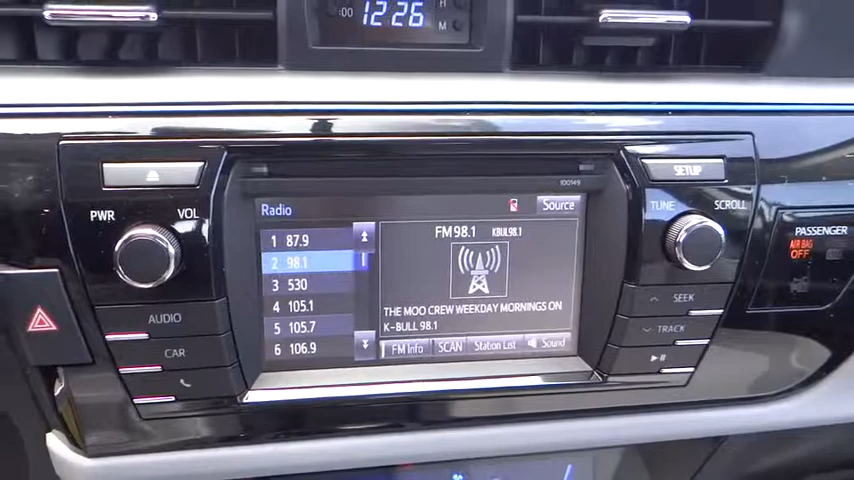 :00 12:26 H M
100149
SETUP
PWR VOL
Radio Source
TUNE SCROLL
1 87.9
2 98.1
3 530
4 105.1
5 105.7
6 106.9
FM 98.1 KBUL98.1
THE MOO CREW WEEKDAY MORNINGS ON
K-BULL 98.1
FM Info SCAN Station List Sound
AUDIO
CAR
SEEK
TRACK
PASSENGER
AIR BAG
OFF